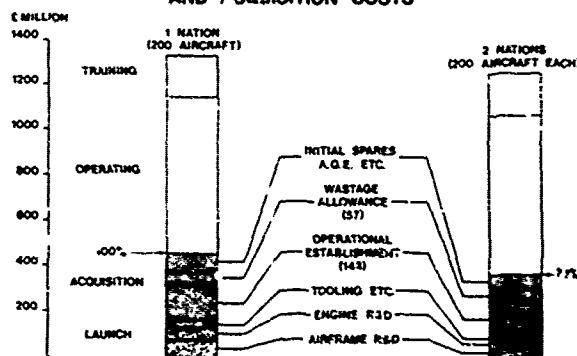 AND ACQUISITION COSTS
£ MILLION
1 NATION
(200 AIRCRAFT)
2 NATIONS
(200 AIRCRAFT EACH)
1400
1200
1000
800
600
400
200
TRAINING
OPERATING
100%
ACQUISITION
LAUNCH
INITIAL SPARES
A.G.E. ETC.
WASTAGE
ALLOWANCE
(57)
OPERATIONAL
ESTABLISHMENT
(143)
TOOLING ETC.
ENGINE R&D
AIRFRAME R&D